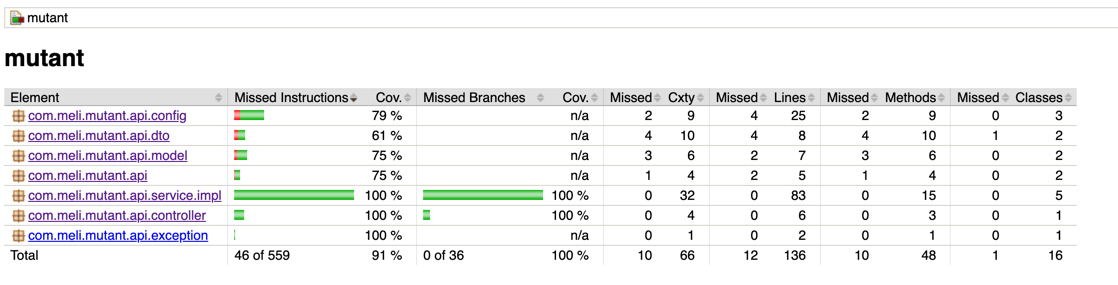 mutant
mutant
Element Missed Instructions Cov. Missed Branches Cov. Missed Cxty Missed Lines Missed Methods Missed Classes
com.meli.mutant.api.config 79 % n/a 2 9 4 25 2 9 0 3
com.meli.mutant.api.dto 61 % n/a 4 10 4 8 4 10 1 2
com.meli.mutant.api.model 75 % n/a 3 6 2 7 3 6 0 2
com.meli.mutant.api 75 % n/a 1 4 2 5 1 4 0 2
com.meli.mutant.api.service.impl 100 % 100 % 0 32 0 83 0 15 0 5
com.meli.mutant.api.controller 100 % 100 % 0 4 0 6 0 3 0 1
com.meli.mutant.api.exception 100 % n/a 0 1 0 2 0 1 0 1
Total 46 of 559 91 % 0 of 36 100 % 10 66 12 136 10 48 1 16